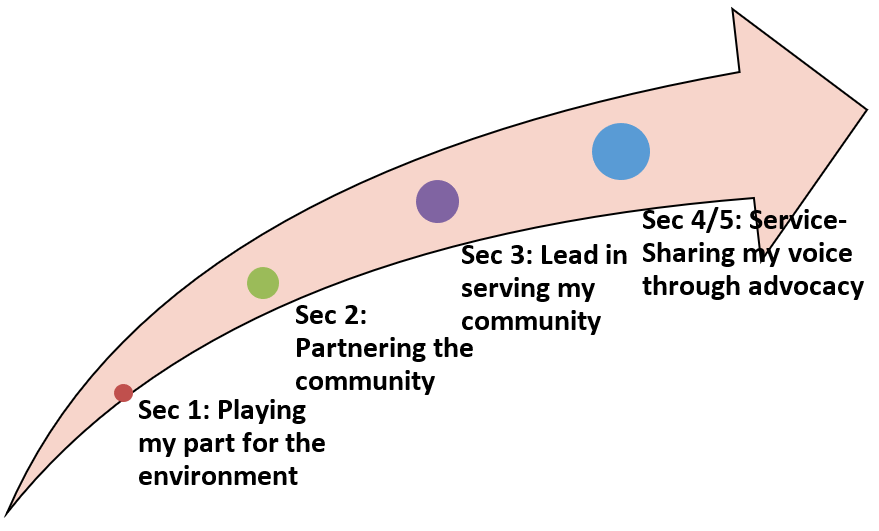 Sec 1: Playing
my part for the
environment
Sec 2:
Partnering the
community
Sec 3: Lead in
serving my
community
Sec 4/5: Service-
Sharing my voice
through advocacy